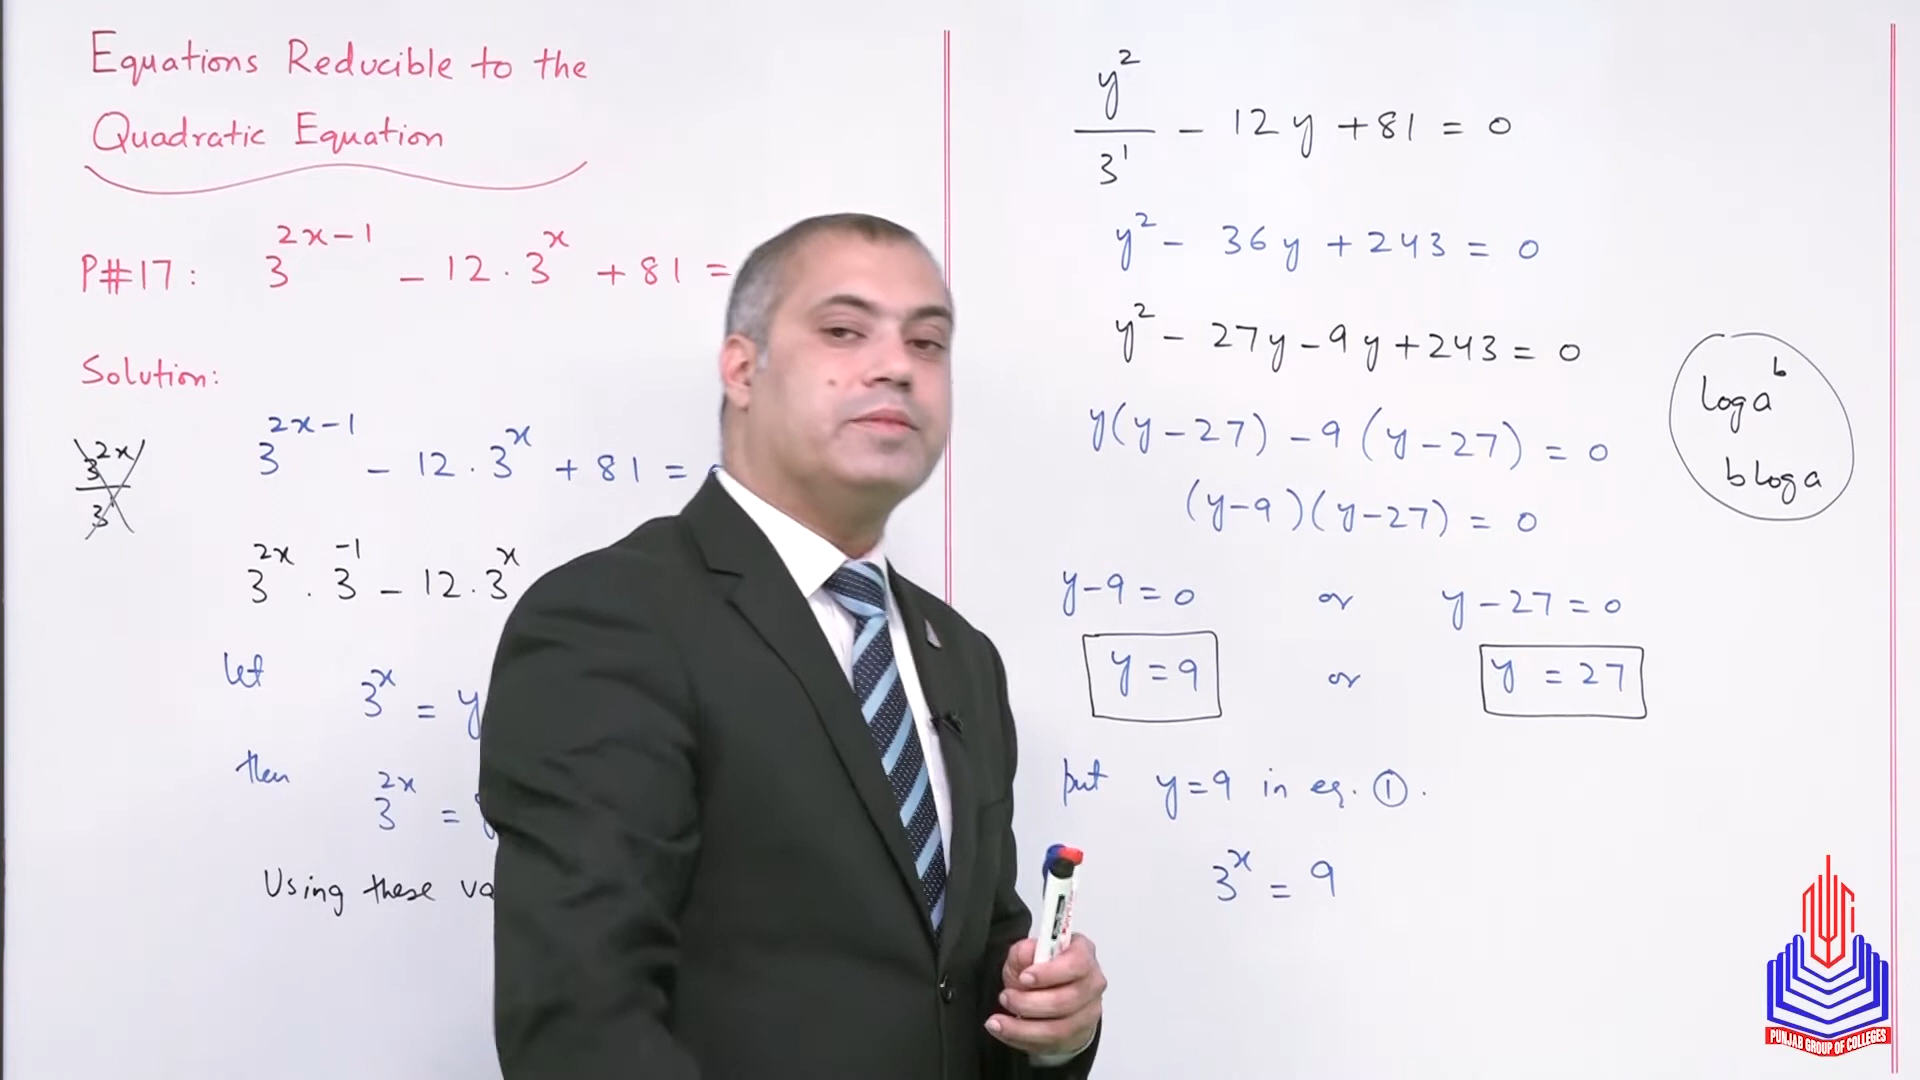 Equations Reducible to the
Quadratic Equation
P#17: 3^{2x-1} - 12 . 3^x + 81 =
Solution:
3^{2x}
3^1
3^{2x-1} - 12 . 3^x + 81 =
3^{2x} . 3^{-1} - 12 . 3^x
let 3^x = y
then 3^{2x} =
Using these
y^2/3^1 - 12y + 81 = 0
y^2 - 36y + 243 = 0
y^2 - 27y - 9y + 243 = 0
y(y-27) - 9(y-27) = 0
(y-9)(y-27) = 0
y-9=0 or y-27=0
y=9 or y=27
put y=9 in eq. ①.
3^x = 9
log a^b
b log a
PUNJAB GROUP OF COLLEGES